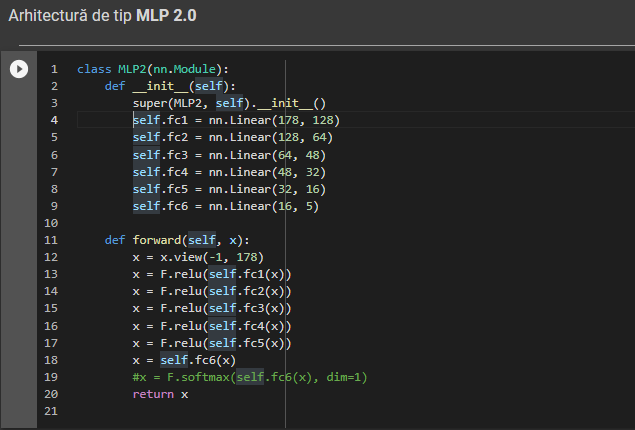 Arhitectură de tip MLP 2.0
1 class MLP2(nn.Module):
2     def __init__(self):
3         super(MLP2, self).__init__()
4         self.fc1 = nn.Linear(178, 128)
5         self.fc2 = nn.Linear(128, 64)
6         self.fc3 = nn.Linear(64, 48)
7         self.fc4 = nn.Linear(48, 32)
8         self.fc5 = nn.Linear(32, 16)
9         self.fc6 = nn.Linear(16, 5)
10
11     def forward(self, x):
12         x = x.view(-1, 178)
13         x = F.relu(self.fc1(x))
14         x = F.relu(self.fc2(x))
15         x = F.relu(self.fc3(x))
16         x = F.relu(self.fc4(x))
17         x = F.relu(self.fc5(x))
18         x = self.fc6(x)
19         #x = F.softmax(self.fc6(x), dim=1)
20         return x
21